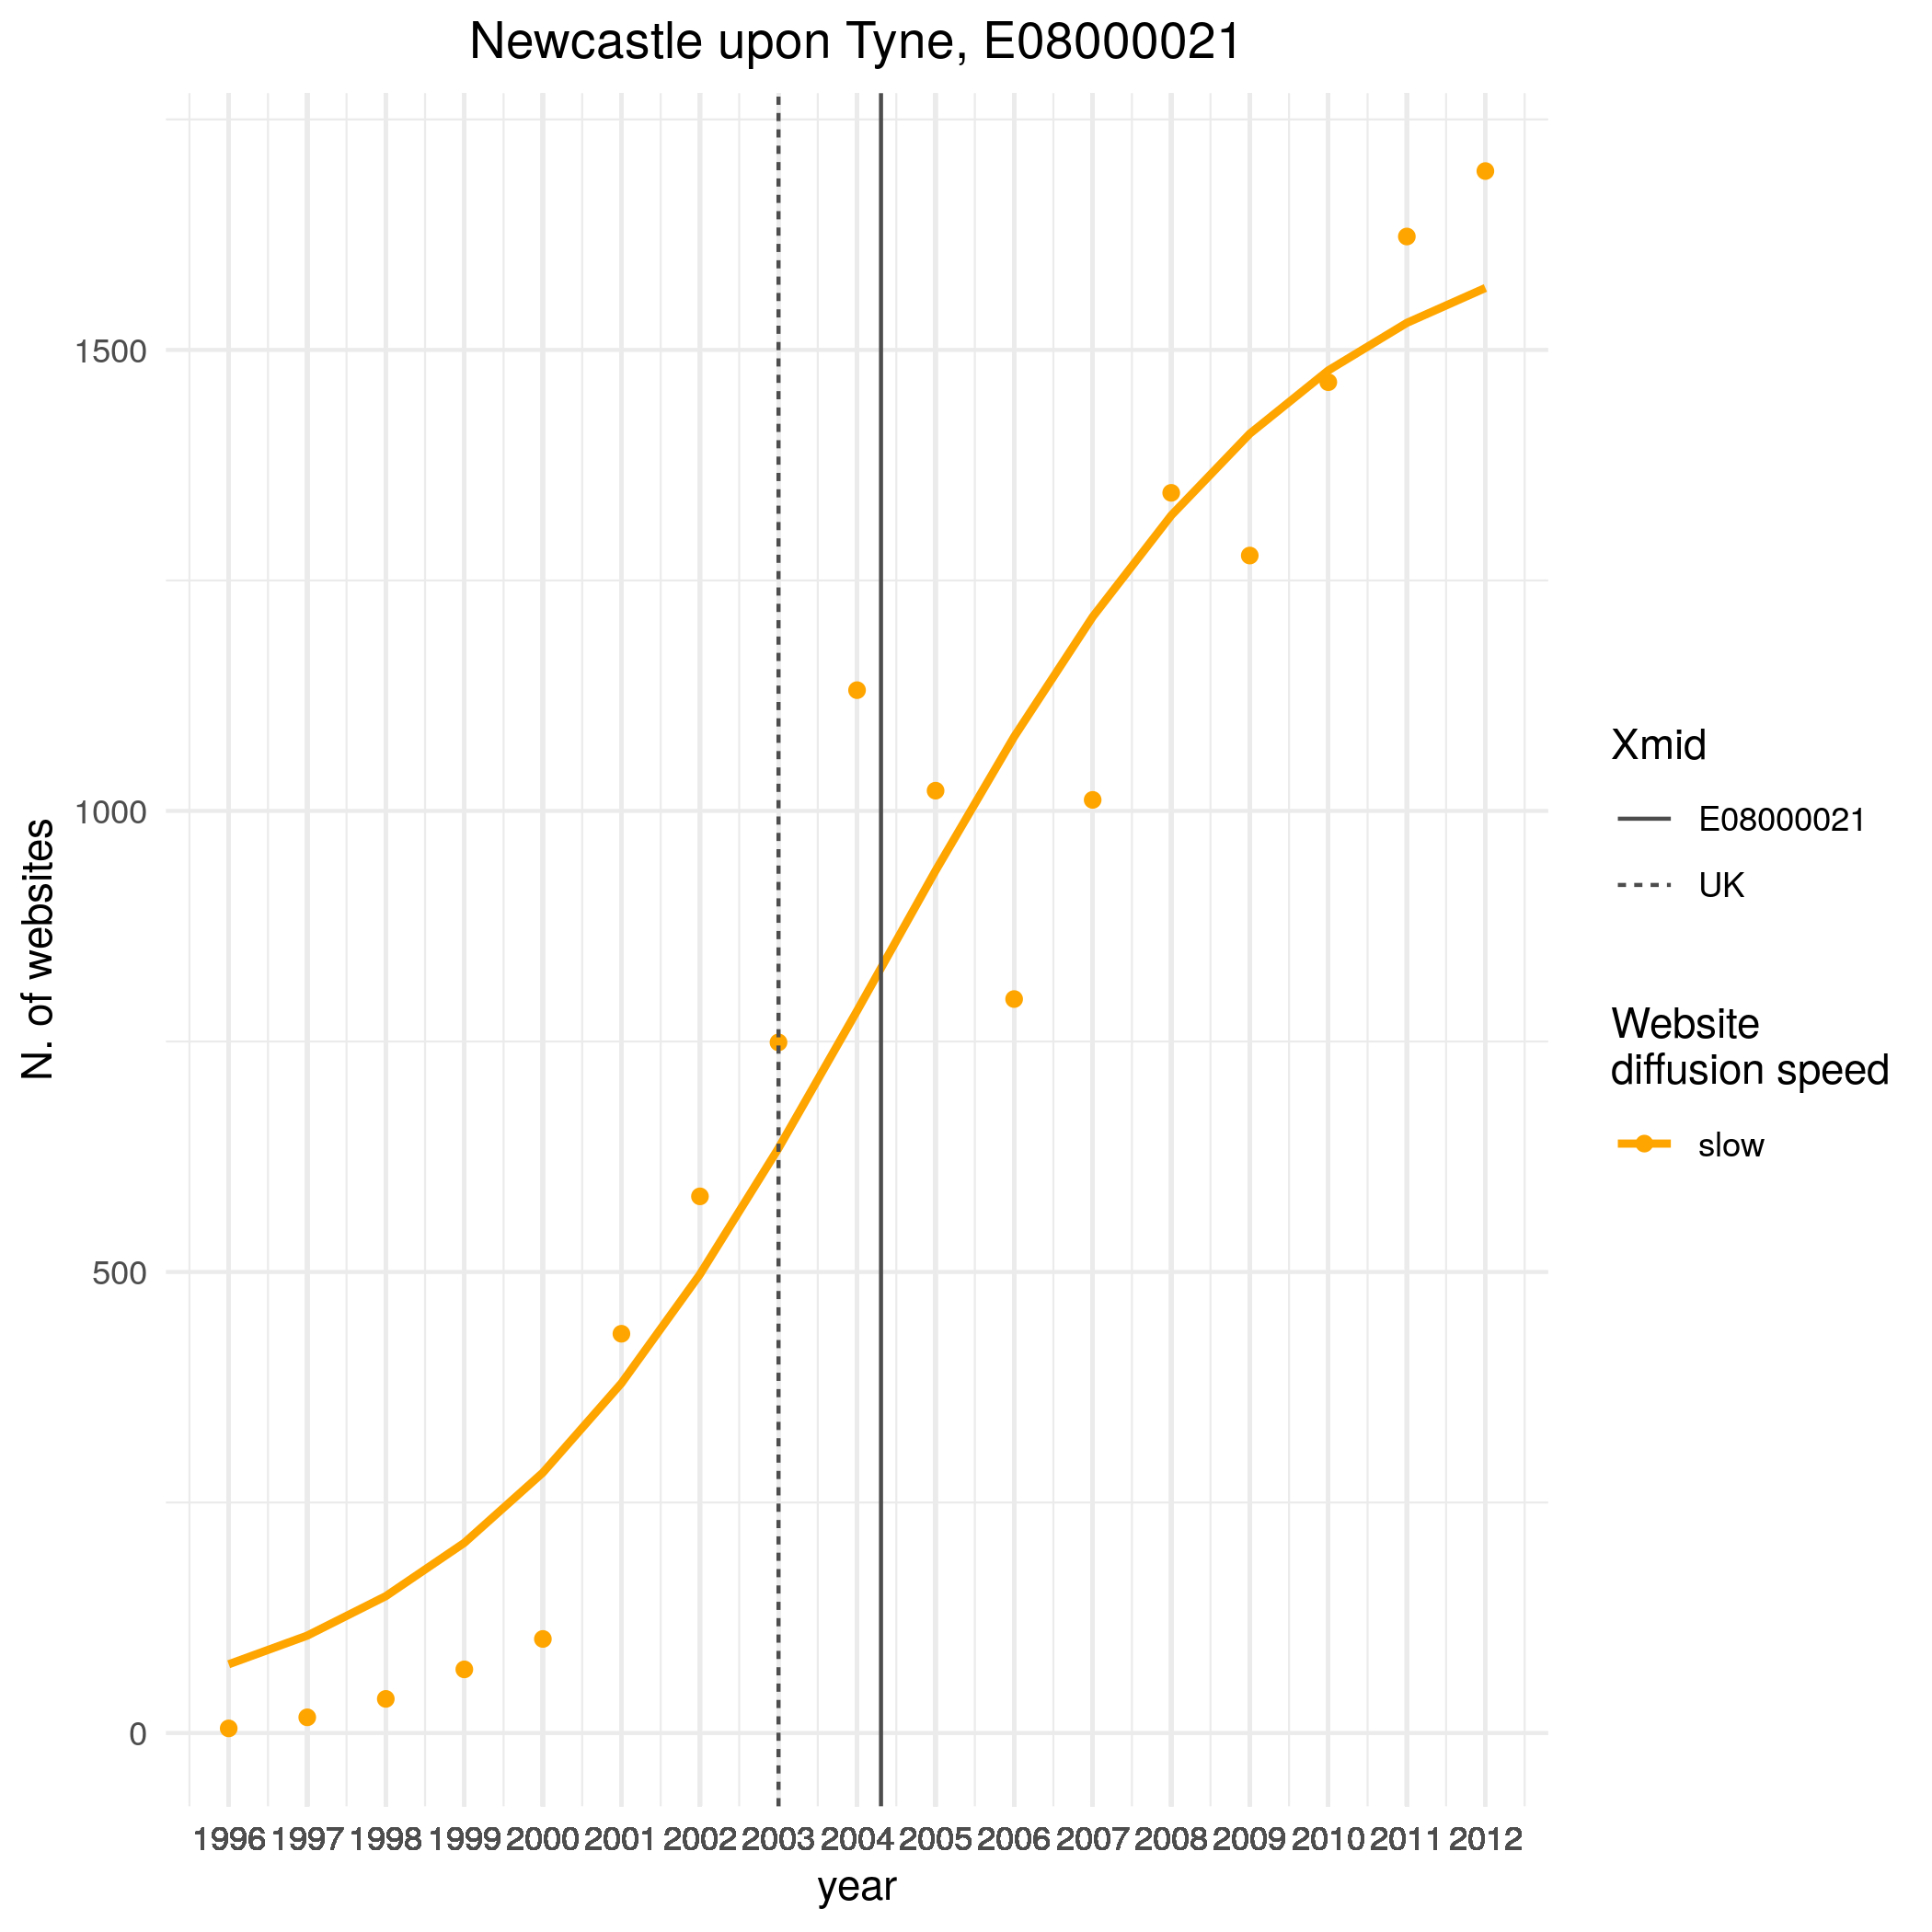 Newcastle upon Tyne, E08000021
N. of websites
1500
1000
500
0
1996 1997 1998 1999 2000 2001 2002 2003 2004 2005 2006 2007 2008 2009 2010 2011 2012
year
Xmid
E08000021
UK
Website
diffusion speed
slow